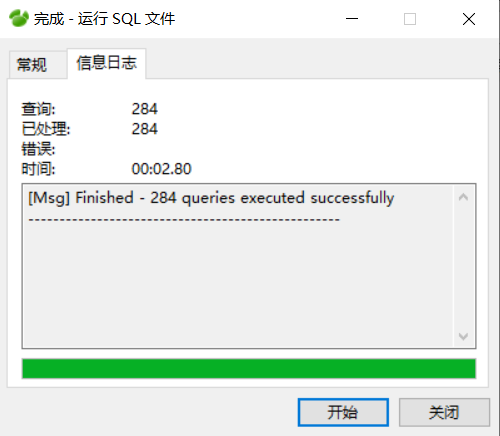 完成 - 运行 SQL 文件
常规 信息日志
查询: 284
已处理: 284
错误:
时间: 00:02.80
[Msg] Finished - 284 queries executed successfully
--------------------------------------------------
开始 关闭